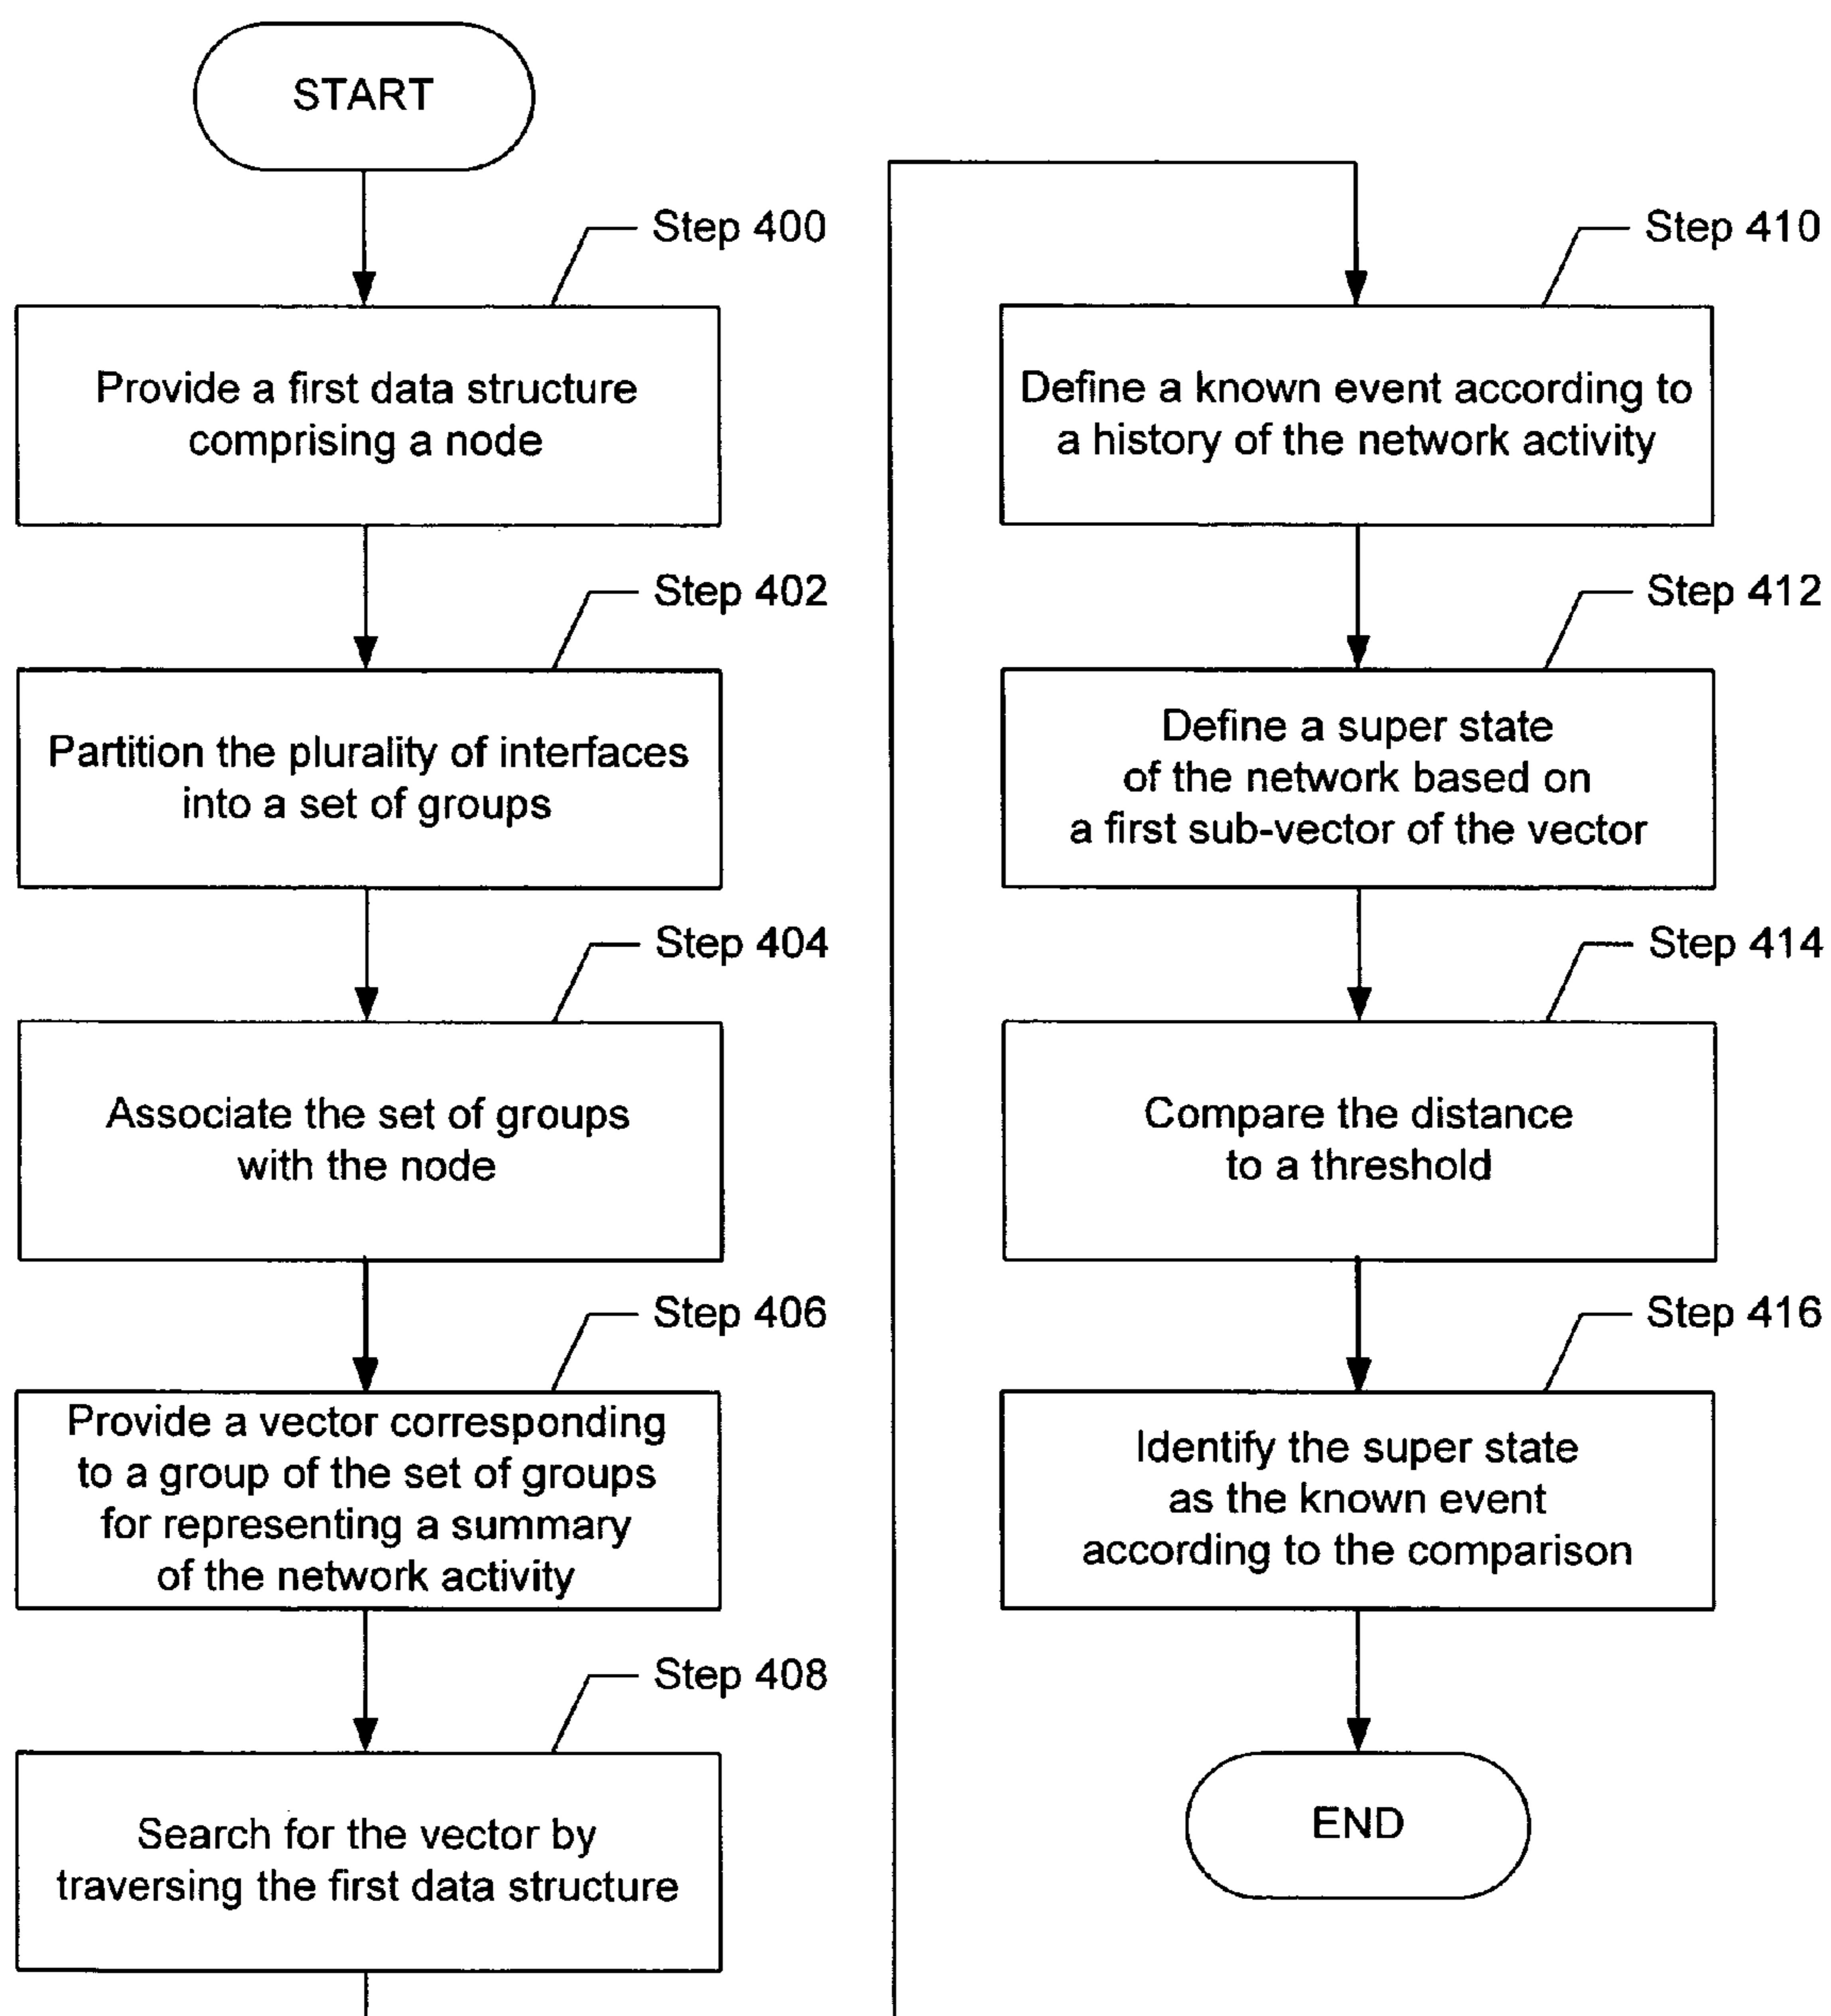 START
Step 400
Provide a first data structure
comprising a node
Step 402
Partition the plurality of interfaces
into a set of groups
Step 404
Associate the set of groups
with the node
Step 406
Provide a vector corresponding
to a group of the set of groups
for representing a summary
of the network activity
Step 408
Search for the vector by
traversing the first data structure
Step 410
Define a known event according to
a history of the network activity
Step 412
Define a super state
of the network based on
a first sub-vector of the vector
Step 414
Compare the distance
to a threshold
Step 416
Identify the super state
as the known event
according to the comparison
END